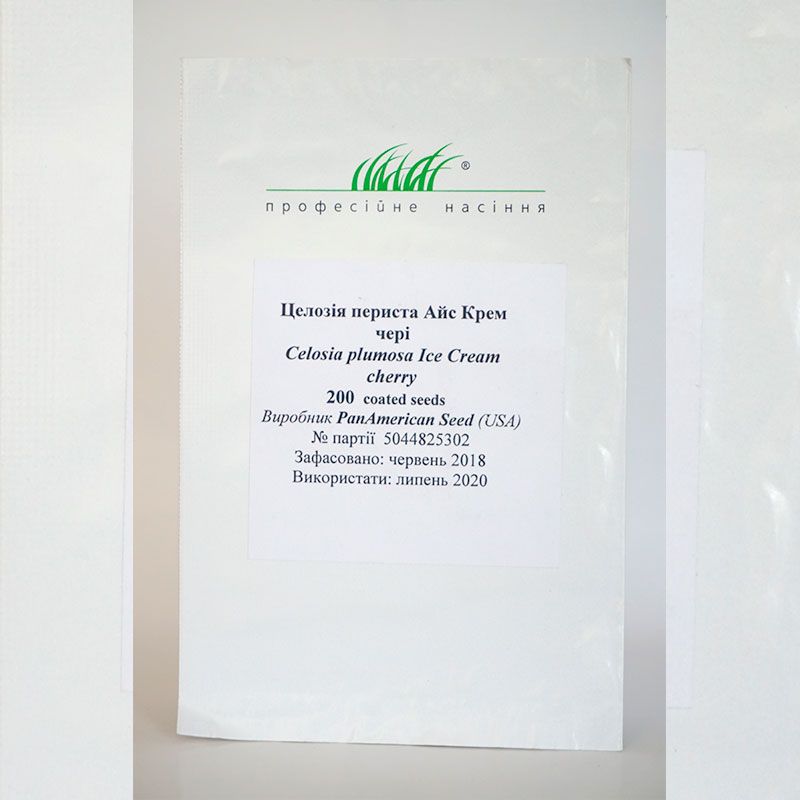 ®
професійне насіння
Целозія периста Айс Крем
чері
Celosia plumosa Ice Cream
cherry
200 coated seeds
Виробник PanAmerican Seed (USA)
№ партії 5044825302
Зафасовано: червень 2018
Використати: липень 2020